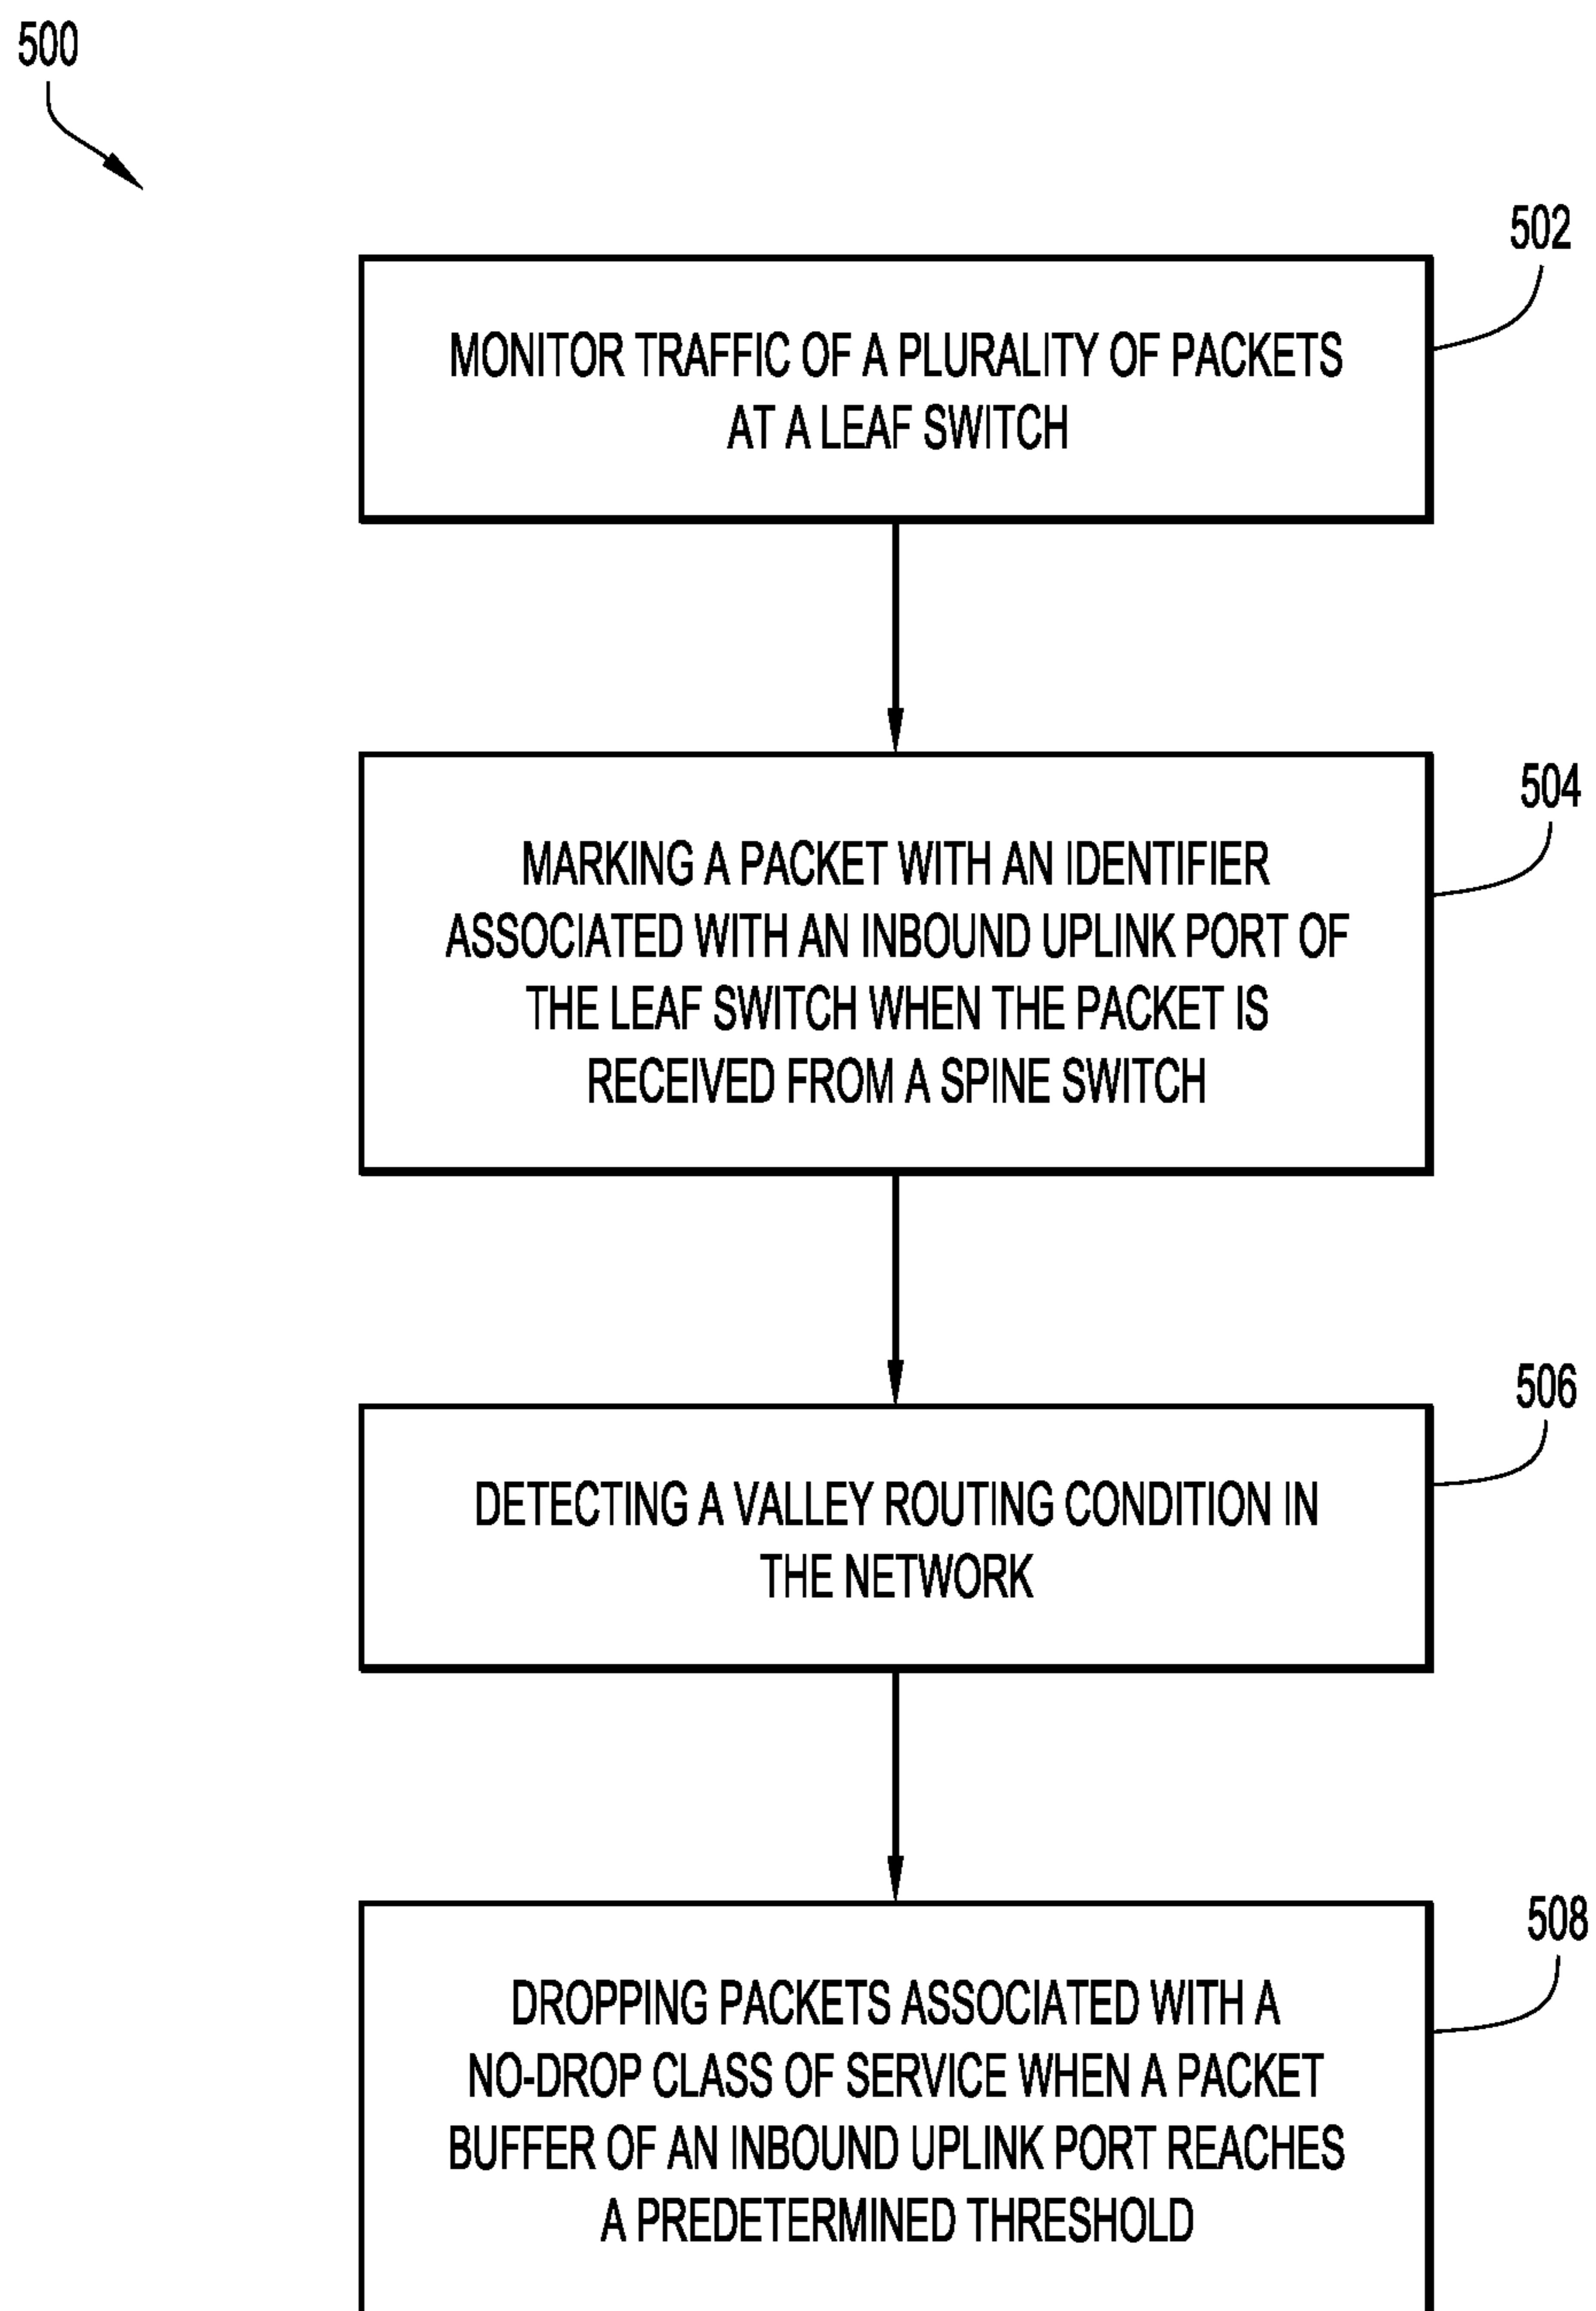 500
502
MONITOR TRAFFIC OF A PLURALITY OF PACKETS
AT A LEAF SWITCH
504
MARKING A PACKET WITH AN IDENTIFIER
ASSOCIATED WITH AN INBOUND UPLINK PORT OF
THE LEAF SWITCH WHEN THE PACKET IS
RECEIVED FROM A SPINE SWITCH
506
DETECTING A VALLEY ROUTING CONDITION IN
THE NETWORK
508
DROPPING PACKETS ASSOCIATED WITH A
NO-DROP CLASS OF SERVICE WHEN A PACKET
BUFFER OF AN INBOUND UPLINK PORT REACHES
A PREDETERMINED THRESHOLD